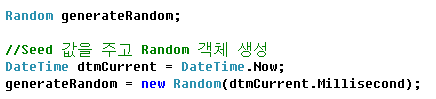 Random generateRandom;
//Seed 값을 주고 Random 객체 생성
DateTime dtmCurrent = DateTime.Now;
generateRandom = new Random(dtmCurrent.Millisecond);